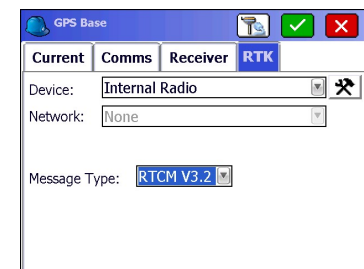 GPS Base
Current Comms Receiver RTK
Device: Internal Radio
Network: None
Message Type: RTCM V3.2